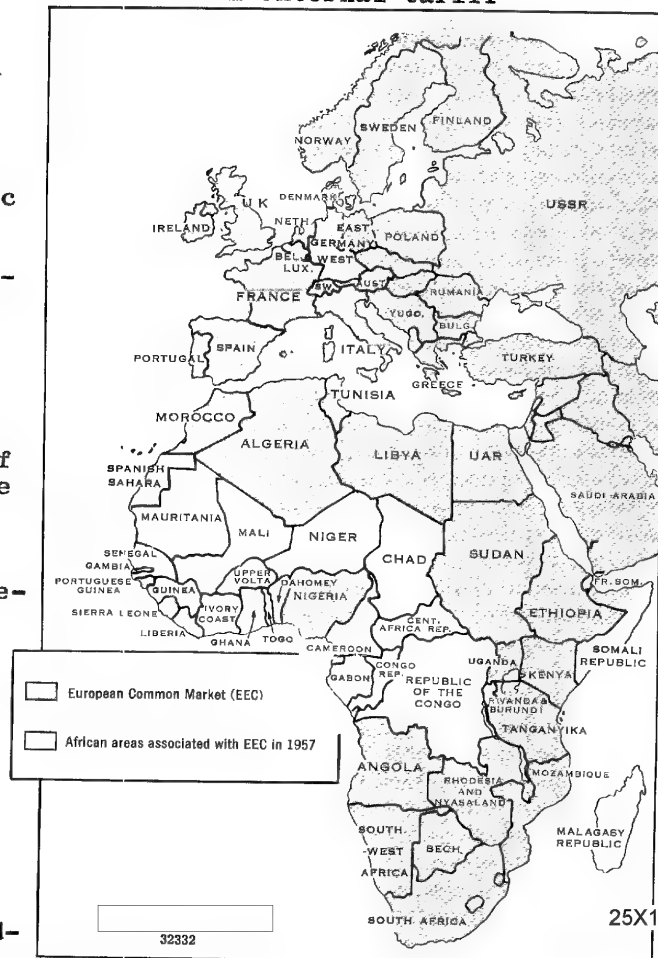 external tariff
c
-
f
e
e-
NORWAY
SWEDEN
FINLAND
USSR
UK
IRELAND
DENMARK
NETH
EAST
GERMANY
WEST
POLAND
BEL
LUX.
FRANCE
SW.
AUST
RUMANIA
YUGO.
BULG
PORTUGAL
SPAIN
ITALY
GREECE
TURKEY
TUNISIA
MOROCCO
ALGERIA
LIBYA
UAR
SAUDI ARABIA
SPANISH
SAHARA
MAURITANIA
MALI
NIGER
CHAD
SUDAN
FR. SOM.
SENEGAL
GAMBIA
PORTUGUESE
GUINEA
GUINEA
SIERRA LEONE
LIBERIA
IVORY
COAST
UPPER
VOLTA
GHANA
TOGO
DAHOMEY
NIGERIA
CENT.
AFRICA REP.
ETHIOPIA
CAMEROON
SOMALI
REPUBLIC
GABON
CONGO
REP.
REPUBLIC
OF THE
CONGO
UGANDA
KENYA
RWANDA &
BURUNDI
TANGANYIKA
European Common Market (EEC)
African areas associated with EEC in 1957
ANGOLA
RHODESIA
AND
NYASALAND
MOZAMBIQUE
MALAGASY
REPUBLIC
SOUTH
-WEST
AFRICA
BECH.
SOUTH AFRICA
25X1
32332
d-